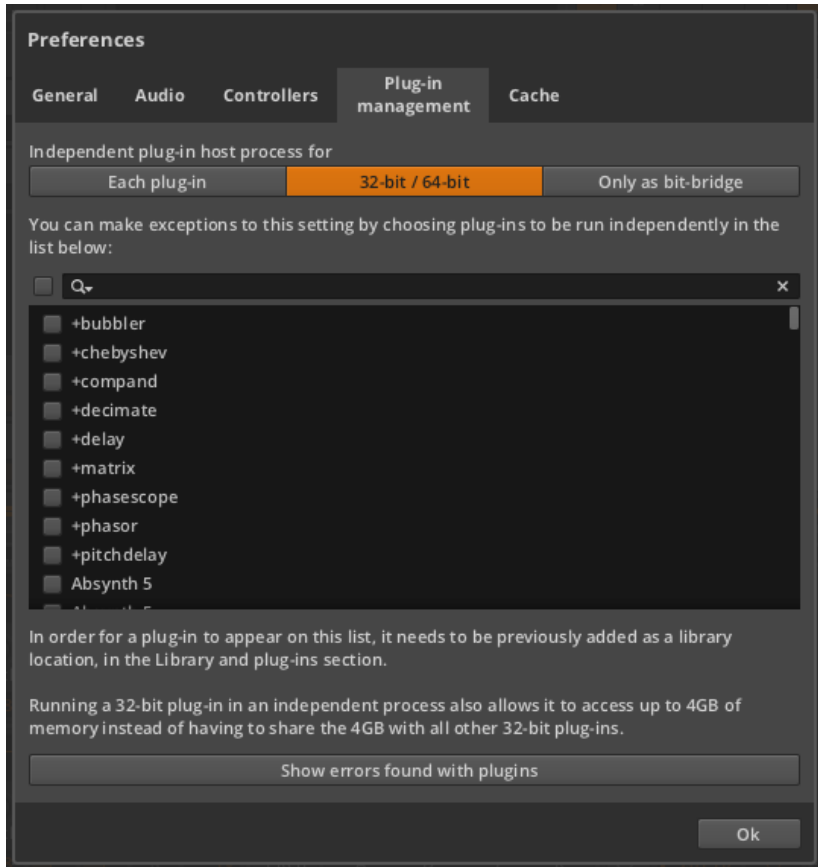 Preferences
General
Audio
Controllers
Plug-in
management
Cache
Independent plug-in host process for
Each plug-in
32-bit / 64-bit
Only as bit-bridge
You can make exceptions to this setting by choosing plug-ins to be run independently in the
list below:
+bubbler
+chebyshev
+compand
+decimate
+delay
+matrix
+phasescope
+phasor
+pitchdelay
Absynth 5
In order for a plug-in to appear on this list, it needs to be previously added as a library
location, in the Library and plug-ins section.
Running a 32-bit plug-in in an independent process also allows it to access up to 4GB of
memory instead of having to share the 4GB with all other 32-bit plug-ins.
Show errors found with plugins
Ok